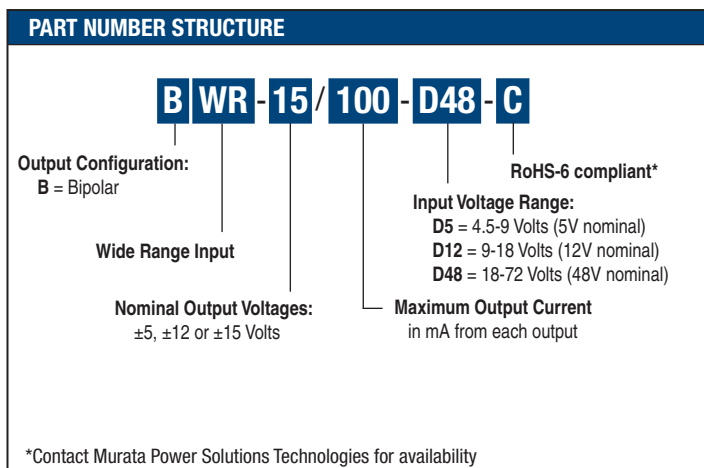 PART NUMBER STRUCTURE
B WR - 15 / 100 - D48 - C
Output Configuration:
B = Bipolar
RoHS-6 compliant*
Input Voltage Range:
D5 = 4.5-9 Volts (5V nominal)
D12 = 9-18 Volts (12V nominal)
D48 = 18-72 Volts (48V nominal)
Wide Range Input
Nominal Output Voltages:
±5, ±12 or ±15 Volts
Maximum Output Current
in mA from each output
*Contact Murata Power Solutions Technologies for availability